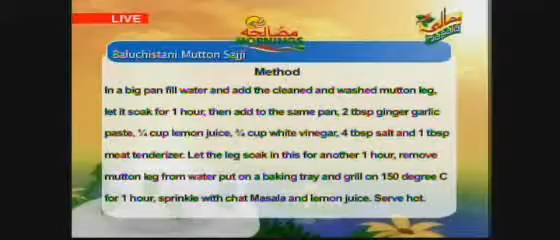 LIVE
مصالحہ
MORNINGS
Baluchistani Mutton Sajji
Method
In a big pan fill water and add the cleaned and washed mutton leg,
let it soak for 1 hour, then add to the same pan, 2 tbsp ginger garlic
paste, ¼ cup lemon juice, ¾ cup white vinegar, 4 tbsp salt and 1 tbsp
meat tenderizer. Let the leg soak in this for another 1 hour, remove
mutton leg from water put on a baking tray and grill on 150 degree C
for 1 hour, sprinkle with chat Masala and lemon juice. Serve hot.